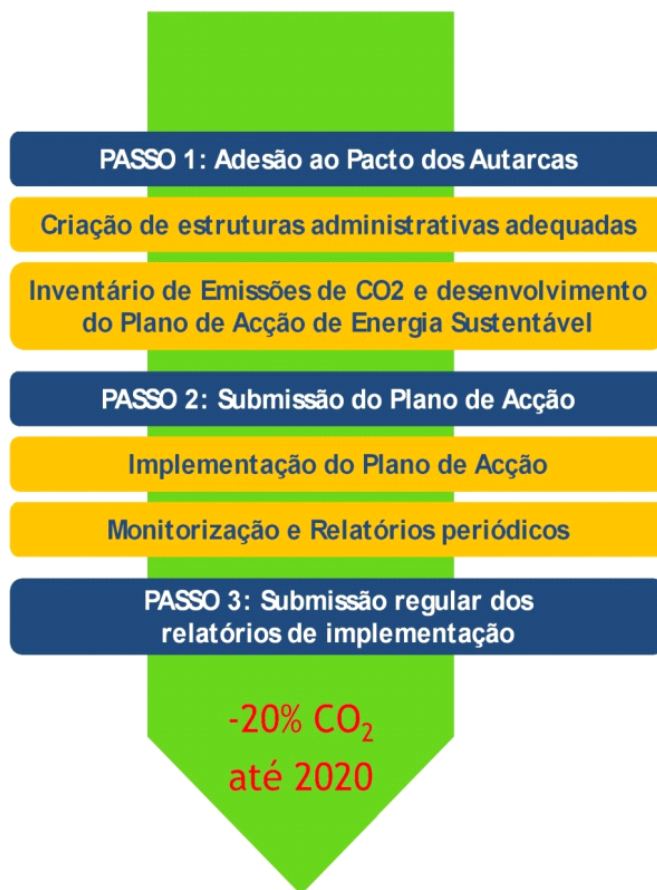 PASSO 1: Adesão ao Pacto dos Autarcas
Criação de estruturas administrativas adequadas
Inventário de Emissões de CO2 e desenvolvimento
do Plano de Acção de Energia Sustentável
PASSO 2: Submissão do Plano de Acção
Implementação do Plano de Acção
Monitorização e Relatórios periódicos
PASSO 3: Submissão regular dos
relatórios de implementação
-20% CO₂
até 2020